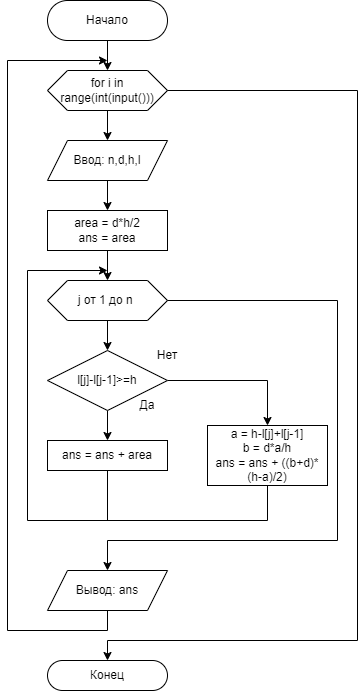 Начало
for i in
range(int(input()))
Ввод: n,d,h,l
area = d*h/2
ans = area
j от 1 до n
l[j]-l[j-1]>=h
Нет
Да
ans = ans + area
a = h-l[j]+l[j-1]
b = d*a/h
ans = ans + ((b+d)*
(h-a)/2)
Вывод: ans
Конец